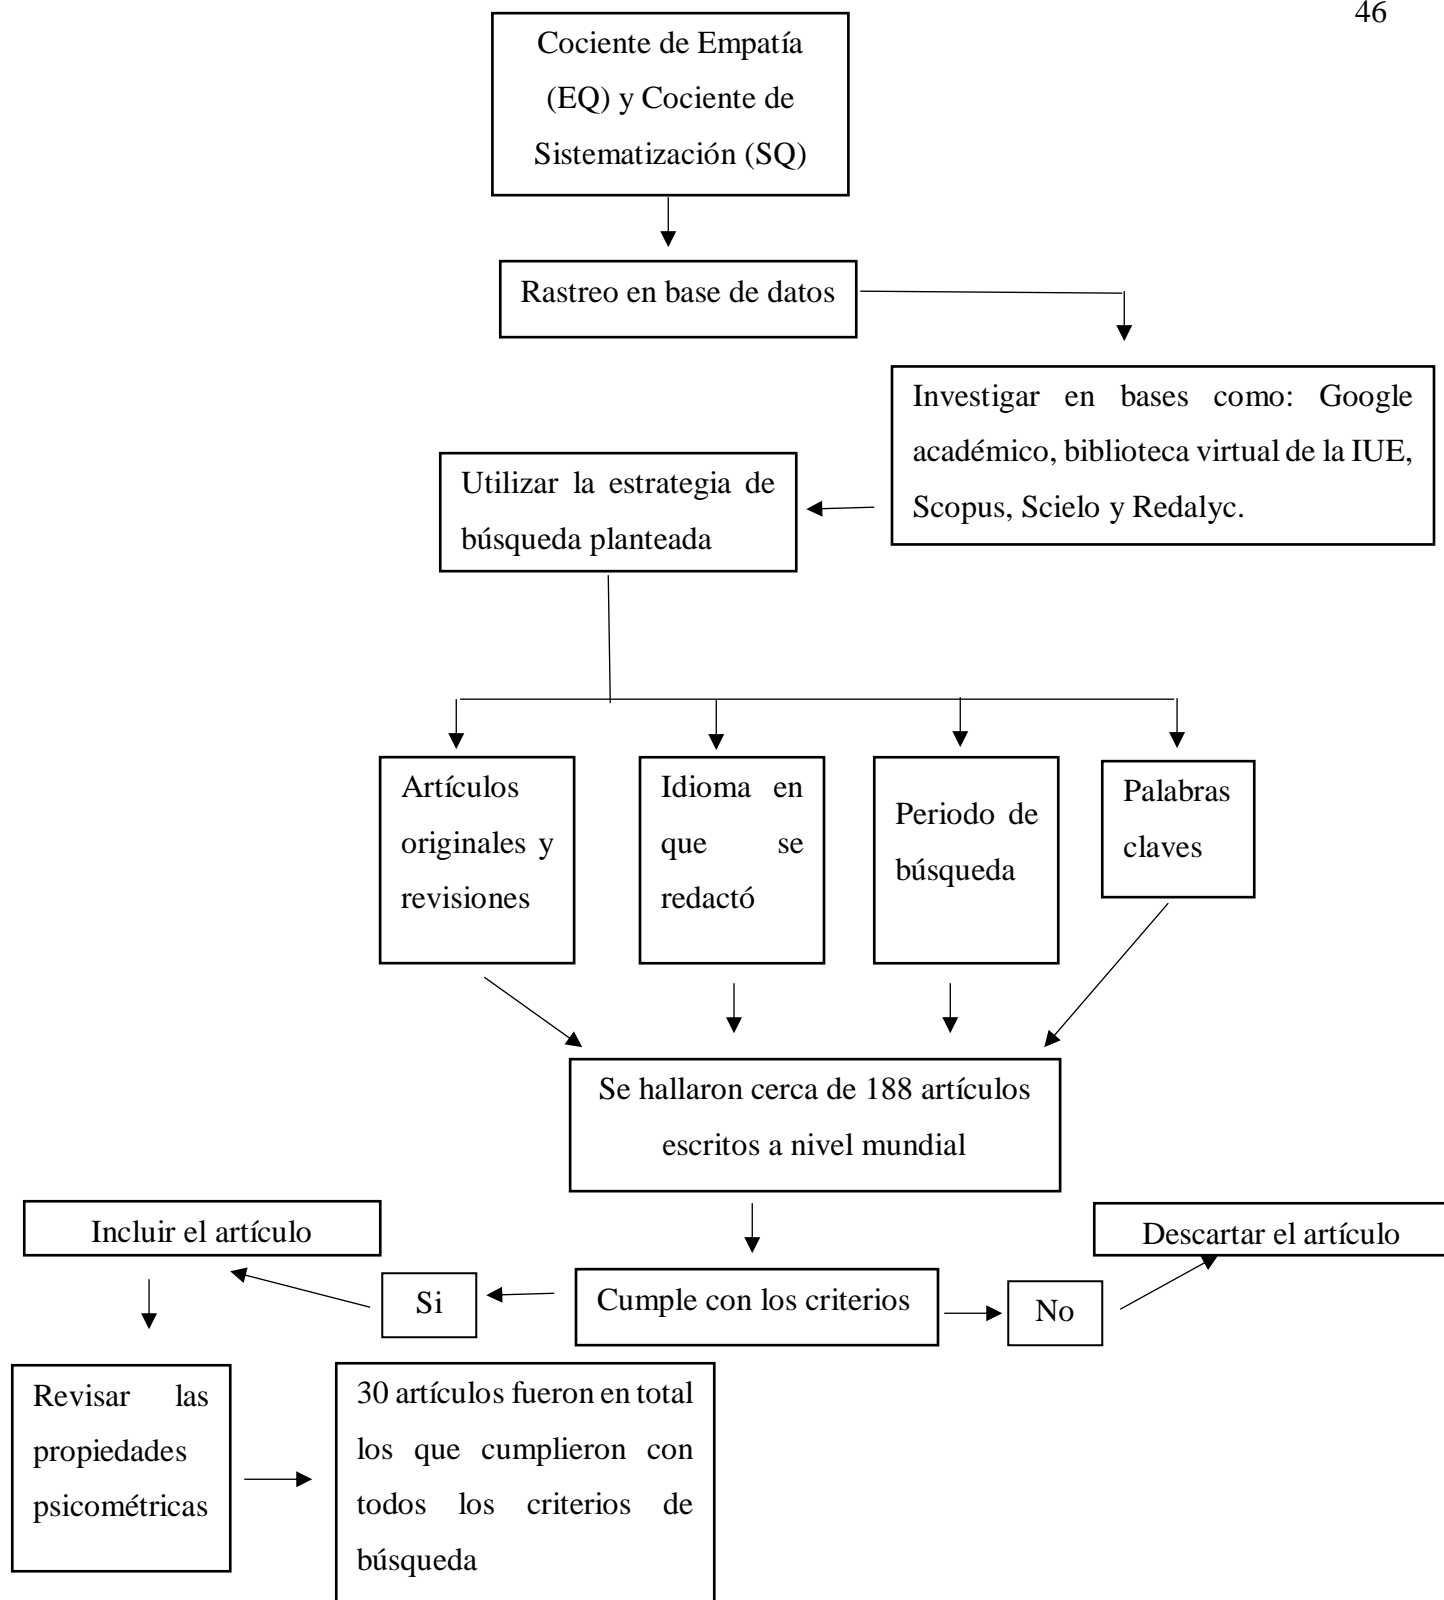 46
Cociente de Empatía
(EQ) y Cociente de
Sistematización (SQ)
Rastreo en base de datos
Investigar en bases como: Google
académico, biblioteca virtual de la IUE,
Scopus, Scielo y Redalyc.
Utilizar la estrategia de
búsqueda planteada
Artículos
originales y
revisiones
Idioma en
que se
redactó
Periodo de
búsqueda
Palabras
claves
Se hallaron cerca de 188 artículos
escritos a nivel mundial
Incluir el artículo
Descartar el artículo
Si
Cumple con los criterios
No
Revisar las
propiedades
psicométricas
30 artículos fueron en total
los que cumplieron con
todos los criterios de
búsqueda